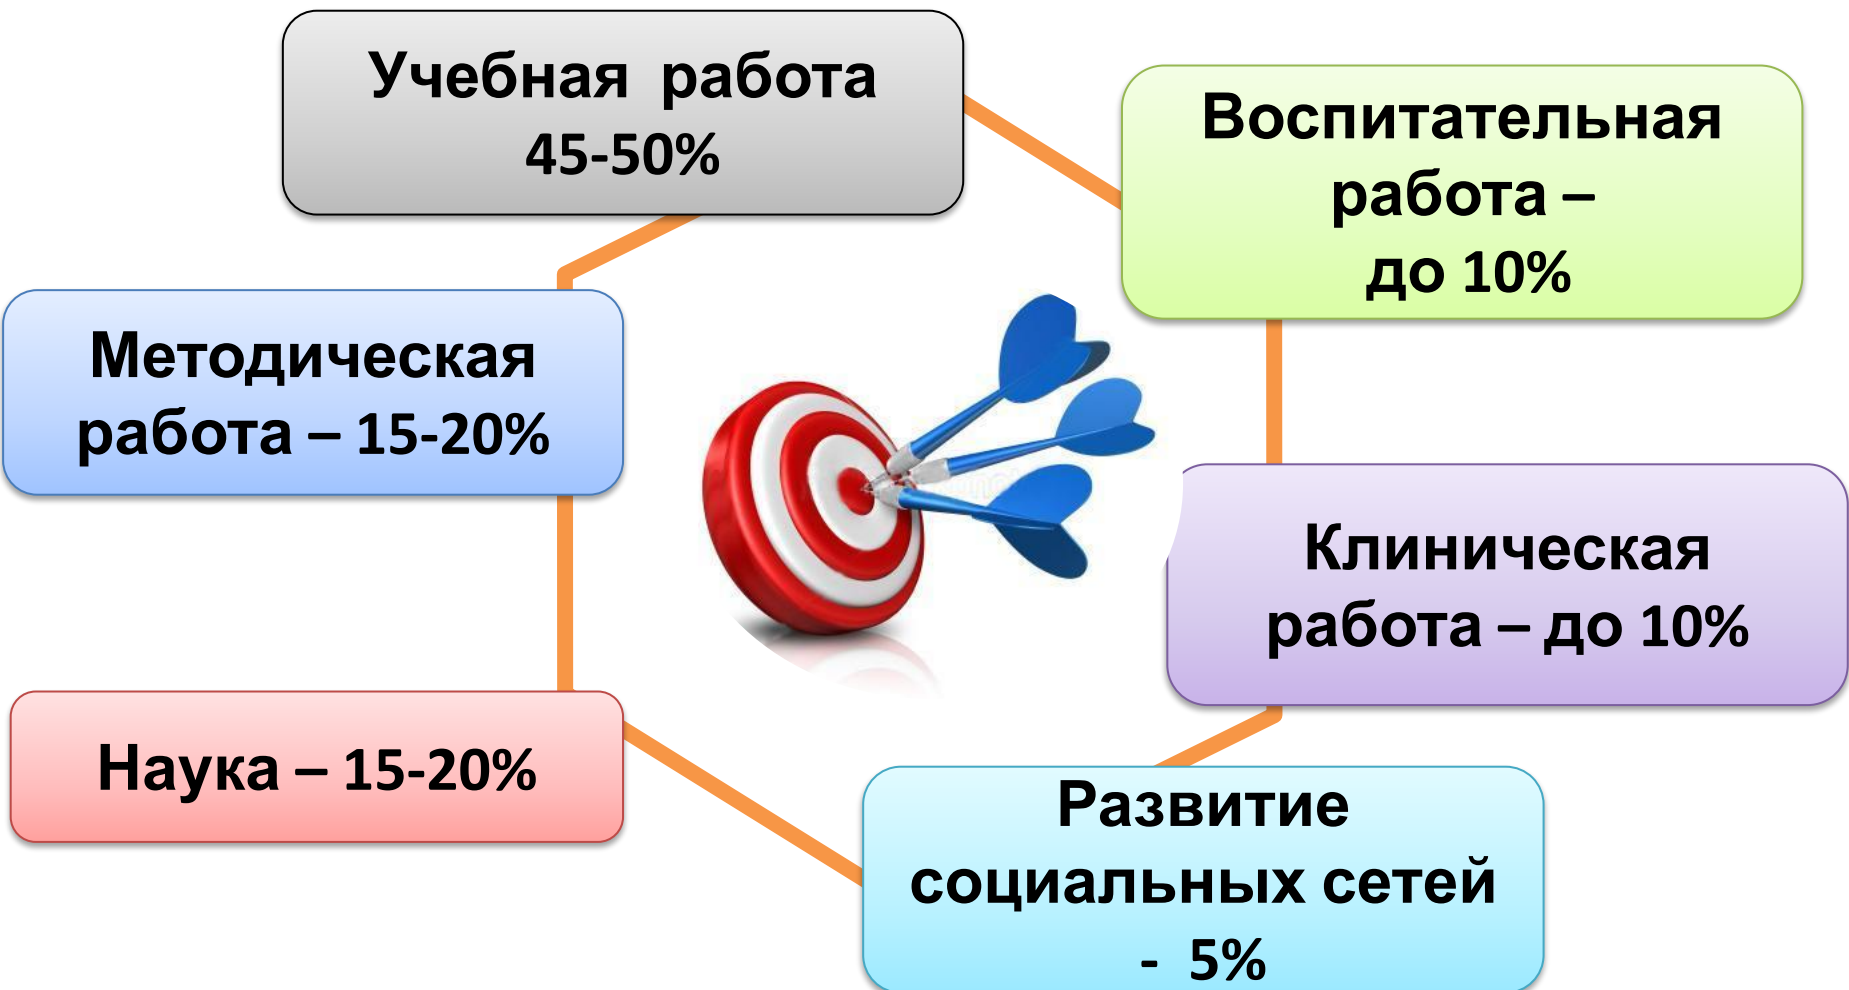 Учебная работа
45-50%
Воспитательная
работа –
до 10%
Методическая
работа – 15-20%
Клиническая
работа – до 10%
Наука – 15-20%
Развитие
социальных сетей
- 5%